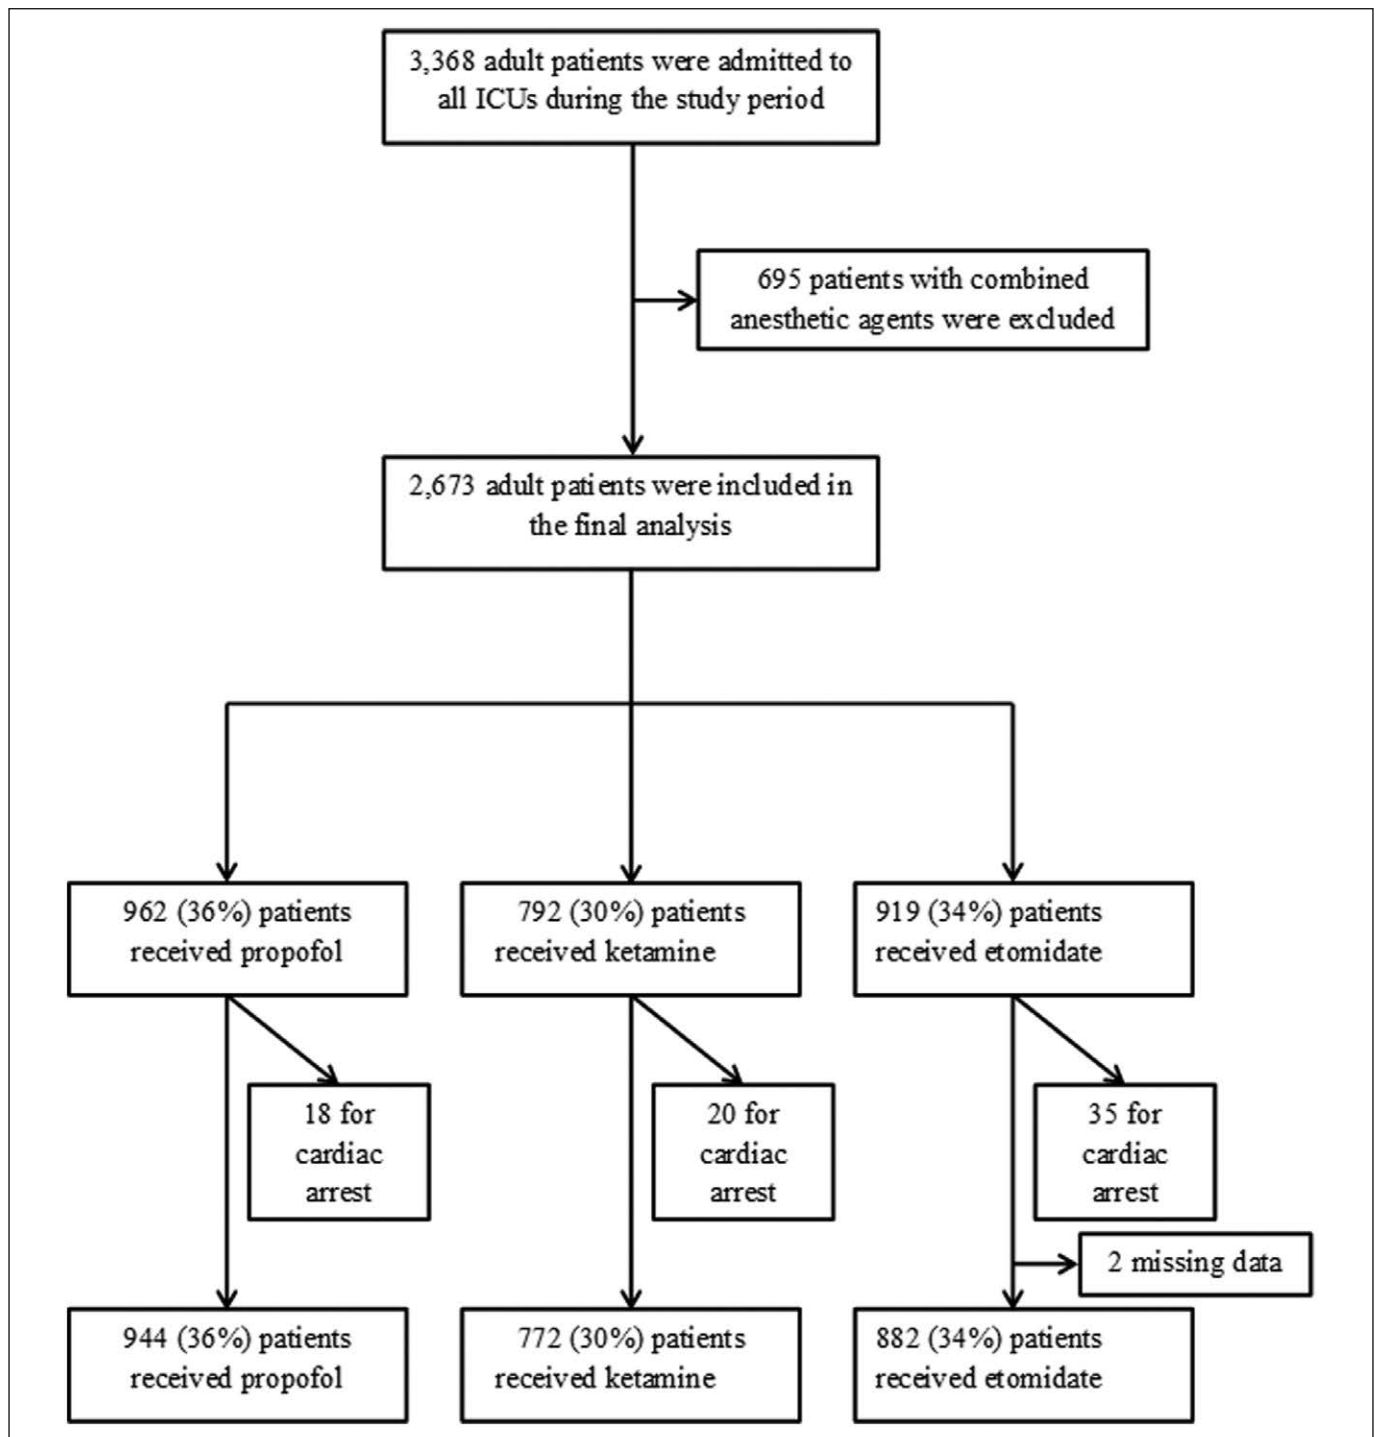 3,368 adult patients were admitted to
all ICUs during the study period
695 patients with combined
anesthetic agents were excluded
2,673 adult patients were included in
the final analysis
962 (36%) patients
received propofol
792 (30%) patients
received ketamine
919 (34%) patients
received etomidate
18 for
cardiac
arrest
20 for
cardiac
arrest
35 for
cardiac
arrest
2 missing data
944 (36%) patients
received propofol
772 (30%) patients
received ketamine
882 (34%) patients
received etomidate